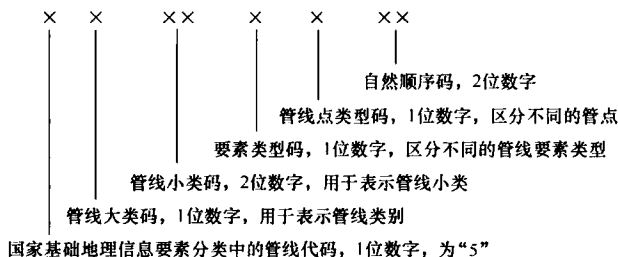 × × ×× × × ××
自然顺序码，2位数字
管线点类型码，1位数字，区分不同的管点
要素类型码，1位数字，区分不同的管线要素类型
管线小类码，2位数字，用于表示管线小类
管线大类码，1位数字，用于表示管线类别
国家基础地理信息要素分类中的管线代码，1位数字，为“5”